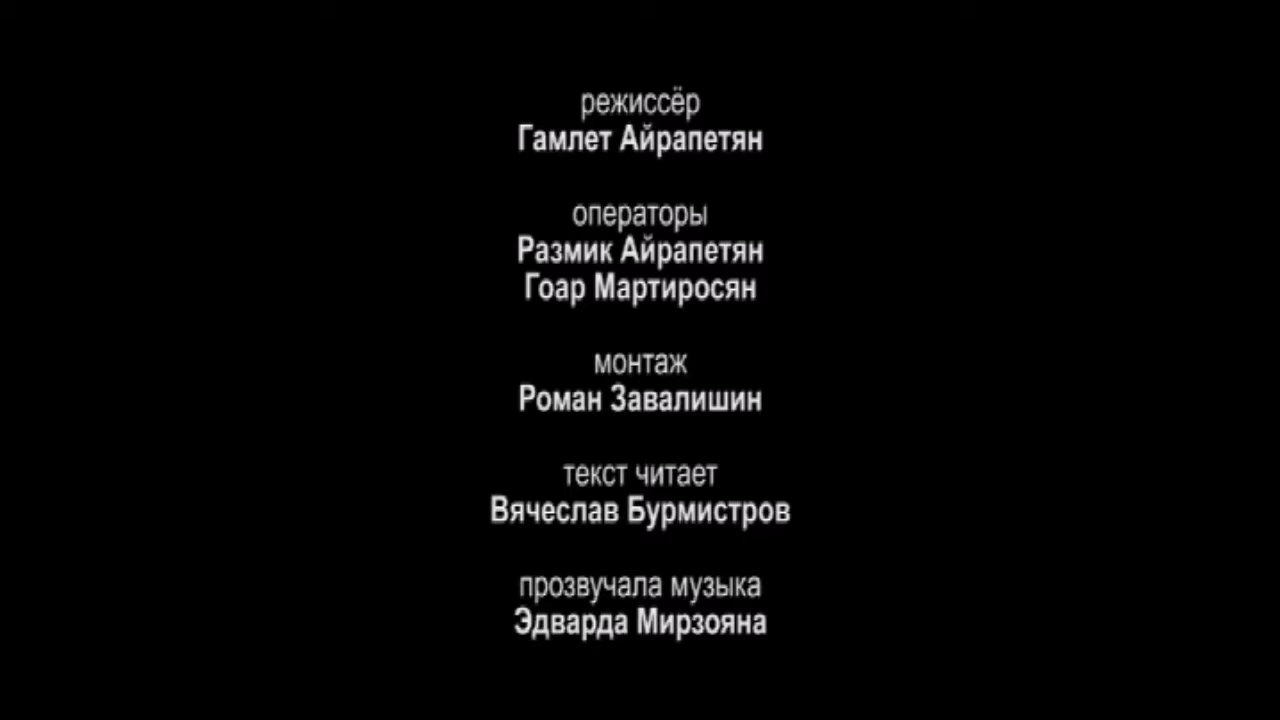 режиссёр
Гамлет Айрапетян
операторы
Размик Айрапетян
Гоар Мартиросян
монтаж
Роман Завалишин
текст читает
Вячеслав Бурмистров
прозвучала музыка
Эдварда Мирзояна